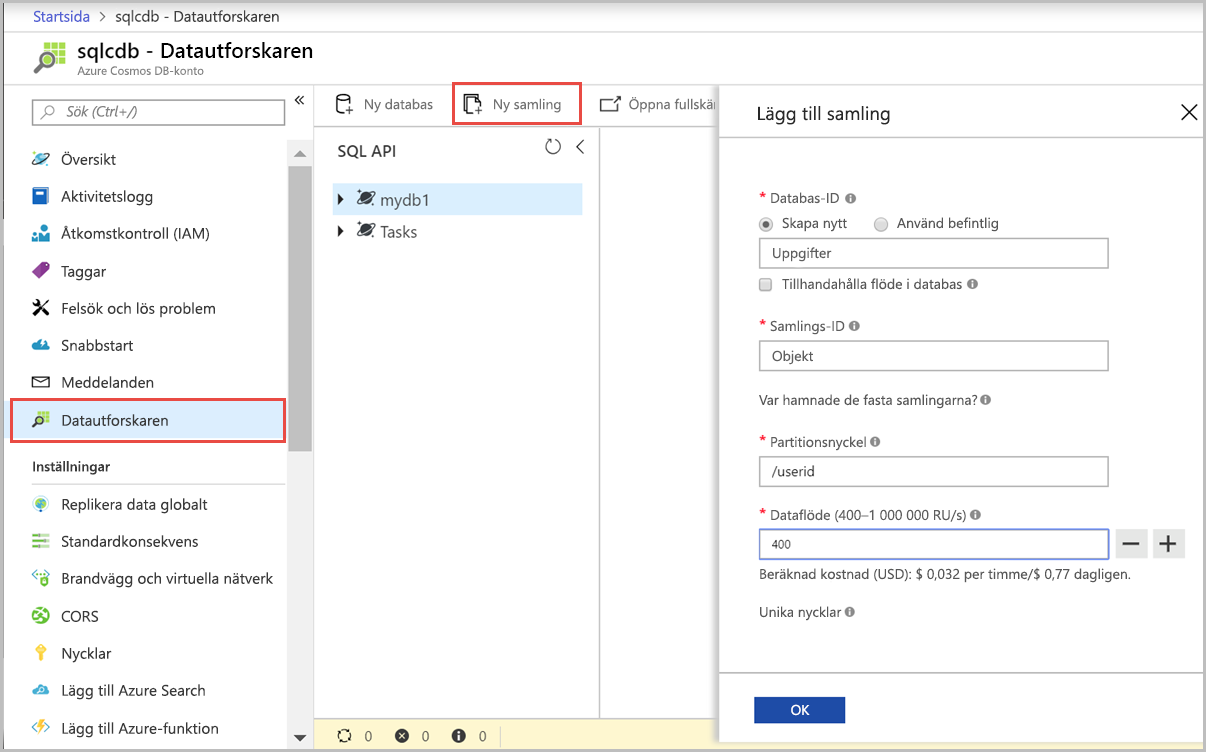 Startsida > sqlcdb - Datautforskaren
sqlcdb - Datautforskaren
Azure Cosmos DB-konto
Sök (Ctrl+/)
«
Översikt
Aktivitetslogg
Åtkomstkontroll (IAM)
Taggar
Felsök och lös problem
Snabbstart
Meddelanden
Datautforskaren
Inställningar
Replikera data globalt
Standardkonsekvens
Brandvägg och virtuella nätverk
CORS
Nycklar
Lägg till Azure Search
Lägg till Azure-funktion
Ny databas
Ny samling
Öppna fullskär
SQL API
mydb1
Tasks
0 0 0
Lägg till samling
* Databas-ID
Skapa nytt Använd befintlig
Uppgifter
Tillhandahålla flöde i databas
* Samlings-ID
Objekt
Var hamnade de fasta samlingarna?
* Partitionsnyckel
/userid
* Dataflöde (400–1 000 000 RU/s)
400
Beräknad kostnad (USD): $ 0,032 per timme/$ 0,77 dagligen.
Unika nycklar
OK